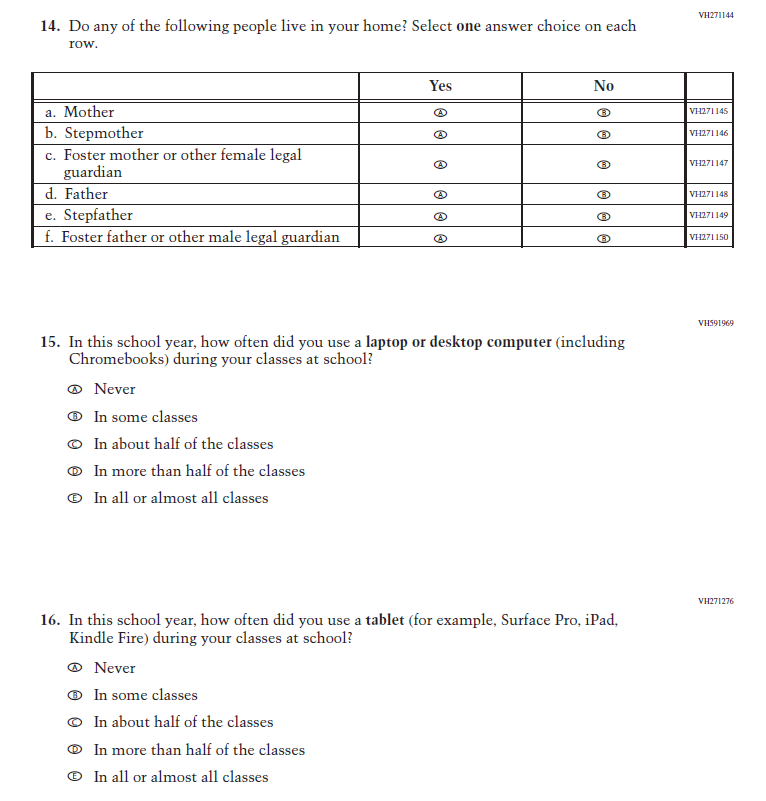 VH271144
14. Do any of the following people live in your home? Select one answer choice on each
row.
Yes No
a. Mother A B VH271145
b. Stepmother A B VH271146
c. Foster mother or other female legal
guardian A B VH271147
d. Father A B VH271148
e. Stepfather A B VH271149
f. Foster father or other male legal guardian A B VH271150
VH591969
15. In this school year, how often did you use a laptop or desktop computer (including
Chromebooks) during your classes at school?
A Never
B In some classes
C In about half of the classes
D In more than half of the classes
E In all or almost all classes
VH271276
16. In this school year, how often did you use a tablet (for example, Surface Pro, iPad,
Kindle Fire) during your classes at school?
A Never
B In some classes
C In about half of the classes
D In more than half of the classes
E In all or almost all classes